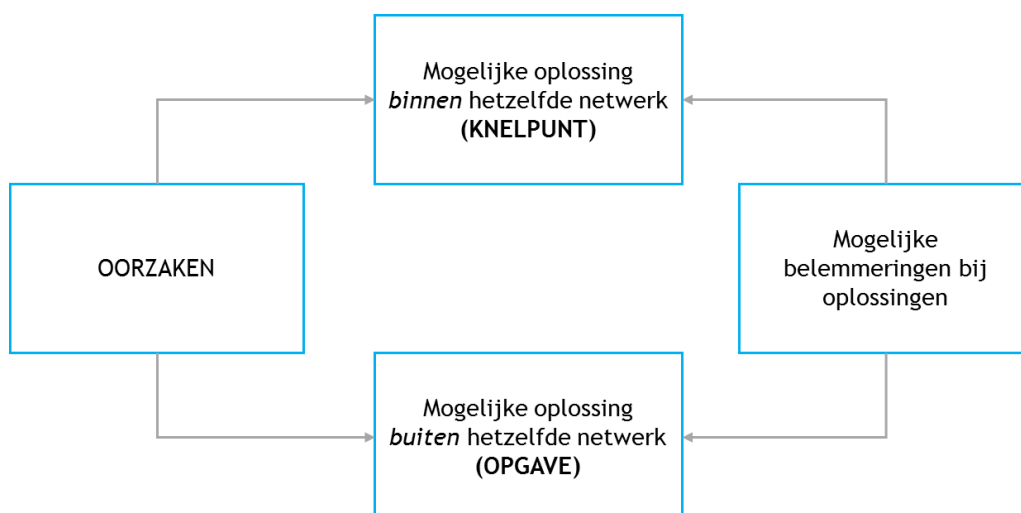 Mogelijke oplossing
binnen hetzelfde netwerk
(KNELPUNT)
OORZAKEN
Mogelijke
belemmeringen bij
oplossingen
Mogelijke oplossing
buiten hetzelfde netwerk
(OPGAVE)